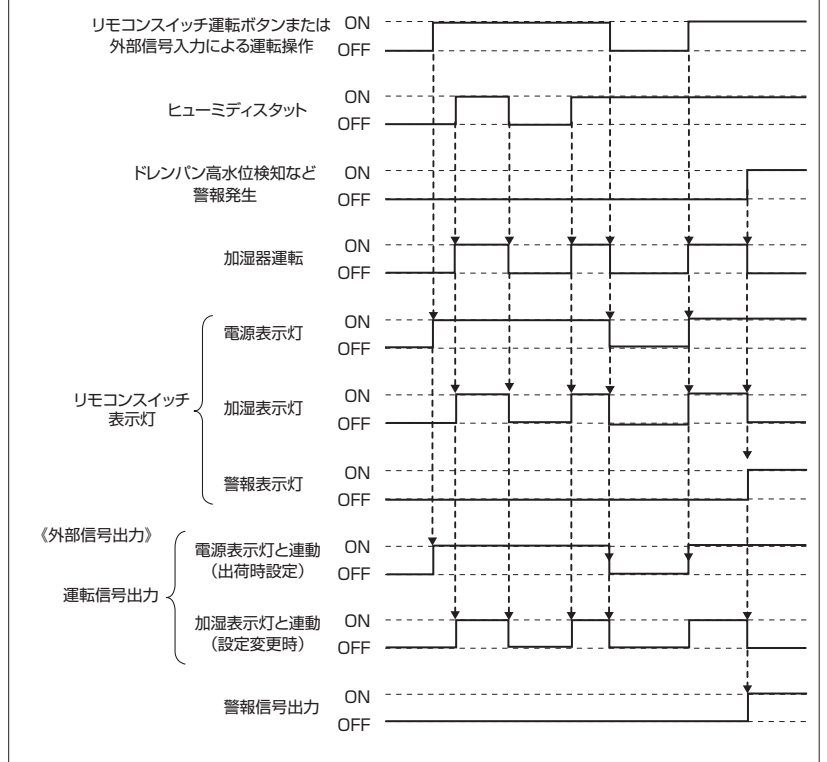 リモコンスイッチ運転ボタンまたは
外部信号入力による運転操作
ON
OFF
ヒューミディスタット
ON
OFF
ドレンパン高水位検知など
警報発生
ON
OFF
加湿器運転
ON
OFF
リモコンスイッチ
表示灯
電源表示灯
ON
OFF
加湿表示灯
ON
OFF
警報表示灯
ON
OFF
《外部信号出力》
運転信号出力
電源表示灯と連動
（出荷時設定）
ON
OFF
加湿表示灯と連動
（設定変更時）
ON
OFF
警報信号出力
ON
OFF